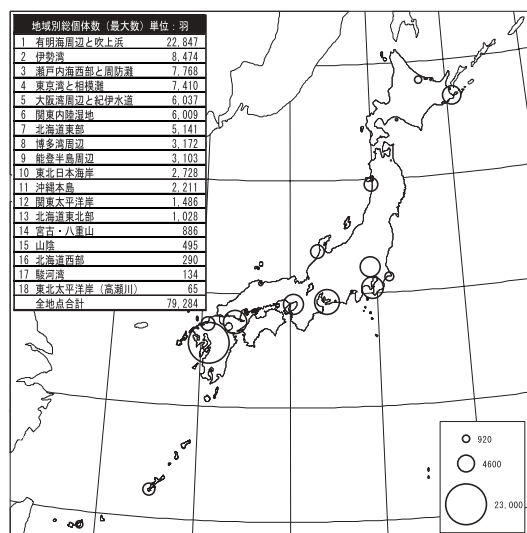 地域別総個体数（最大数）単位：羽
1 有明海周辺と吹上浜 22,847
2 伊勢湾 8,474
3 瀬戸内海西部と周防灘 7,768
4 東京湾と相模灘 7,410
5 大阪湾周辺と紀伊水道 6,037
6 関東内陸湿地 6,009
7 北海道東部 5,141
8 博多湾周辺 3,172
9 能登半島周辺 3,103
10 東北日本海岸 2,728
11 沖縄本島 2,211
12 関東太平洋岸 1,486
13 北海道東北部 1,028
14 宮古・八重山 886
15 山陰 495
16 北海道西部 290
17 駿河湾 134
18 東北太平洋岸（高瀬川） 65
全地点合計 79,284
920
4600
23,000